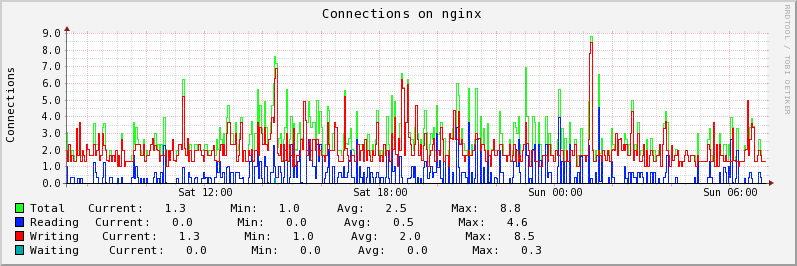 Connections on nginx
RRDTOOL / TOBI OETIKER
Connections
9.0
8.0
7.0
6.0
5.0
4.0
3.0
2.0
1.0
0.0
Sat 12:00 Sat 18:00 Sun 00:00 Sun 06:00
Total Current: 1.3 Min: 1.0 Avg: 2.5 Max: 8.8
Reading Current: 0.0 Min: 0.0 Avg: 0.5 Max: 4.6
Writing Current: 1.3 Min: 1.0 Avg: 2.0 Max: 8.5
Waiting Current: 0.0 Min: 0.0 Avg: 0.0 Max: 0.3